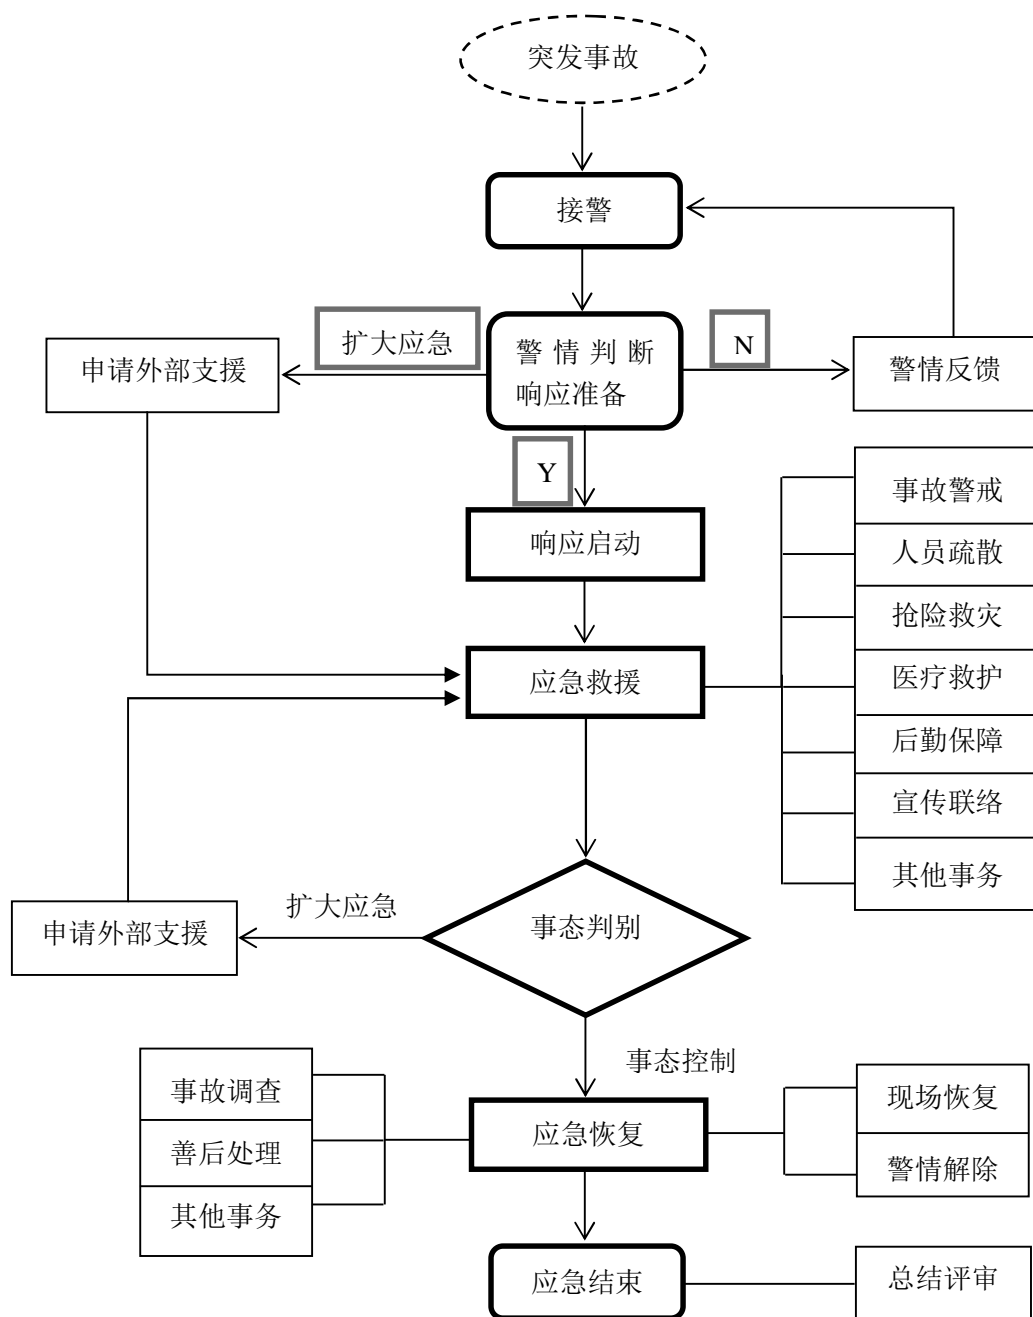 突发事故
接警
扩大应急
N
申请外部支援
警情判断
响应准备
警情反馈
Y
事故警戒
响应启动
人员疏散
抢险救灾
应急救援
医疗救护
后勤保障
宣传联络
其他事务
扩大应急
申请外部支援
事态判别
事态控制
事故调查
善后处理
其他事务
应急恢复
现场恢复
警情解除
应急结束
总结评审